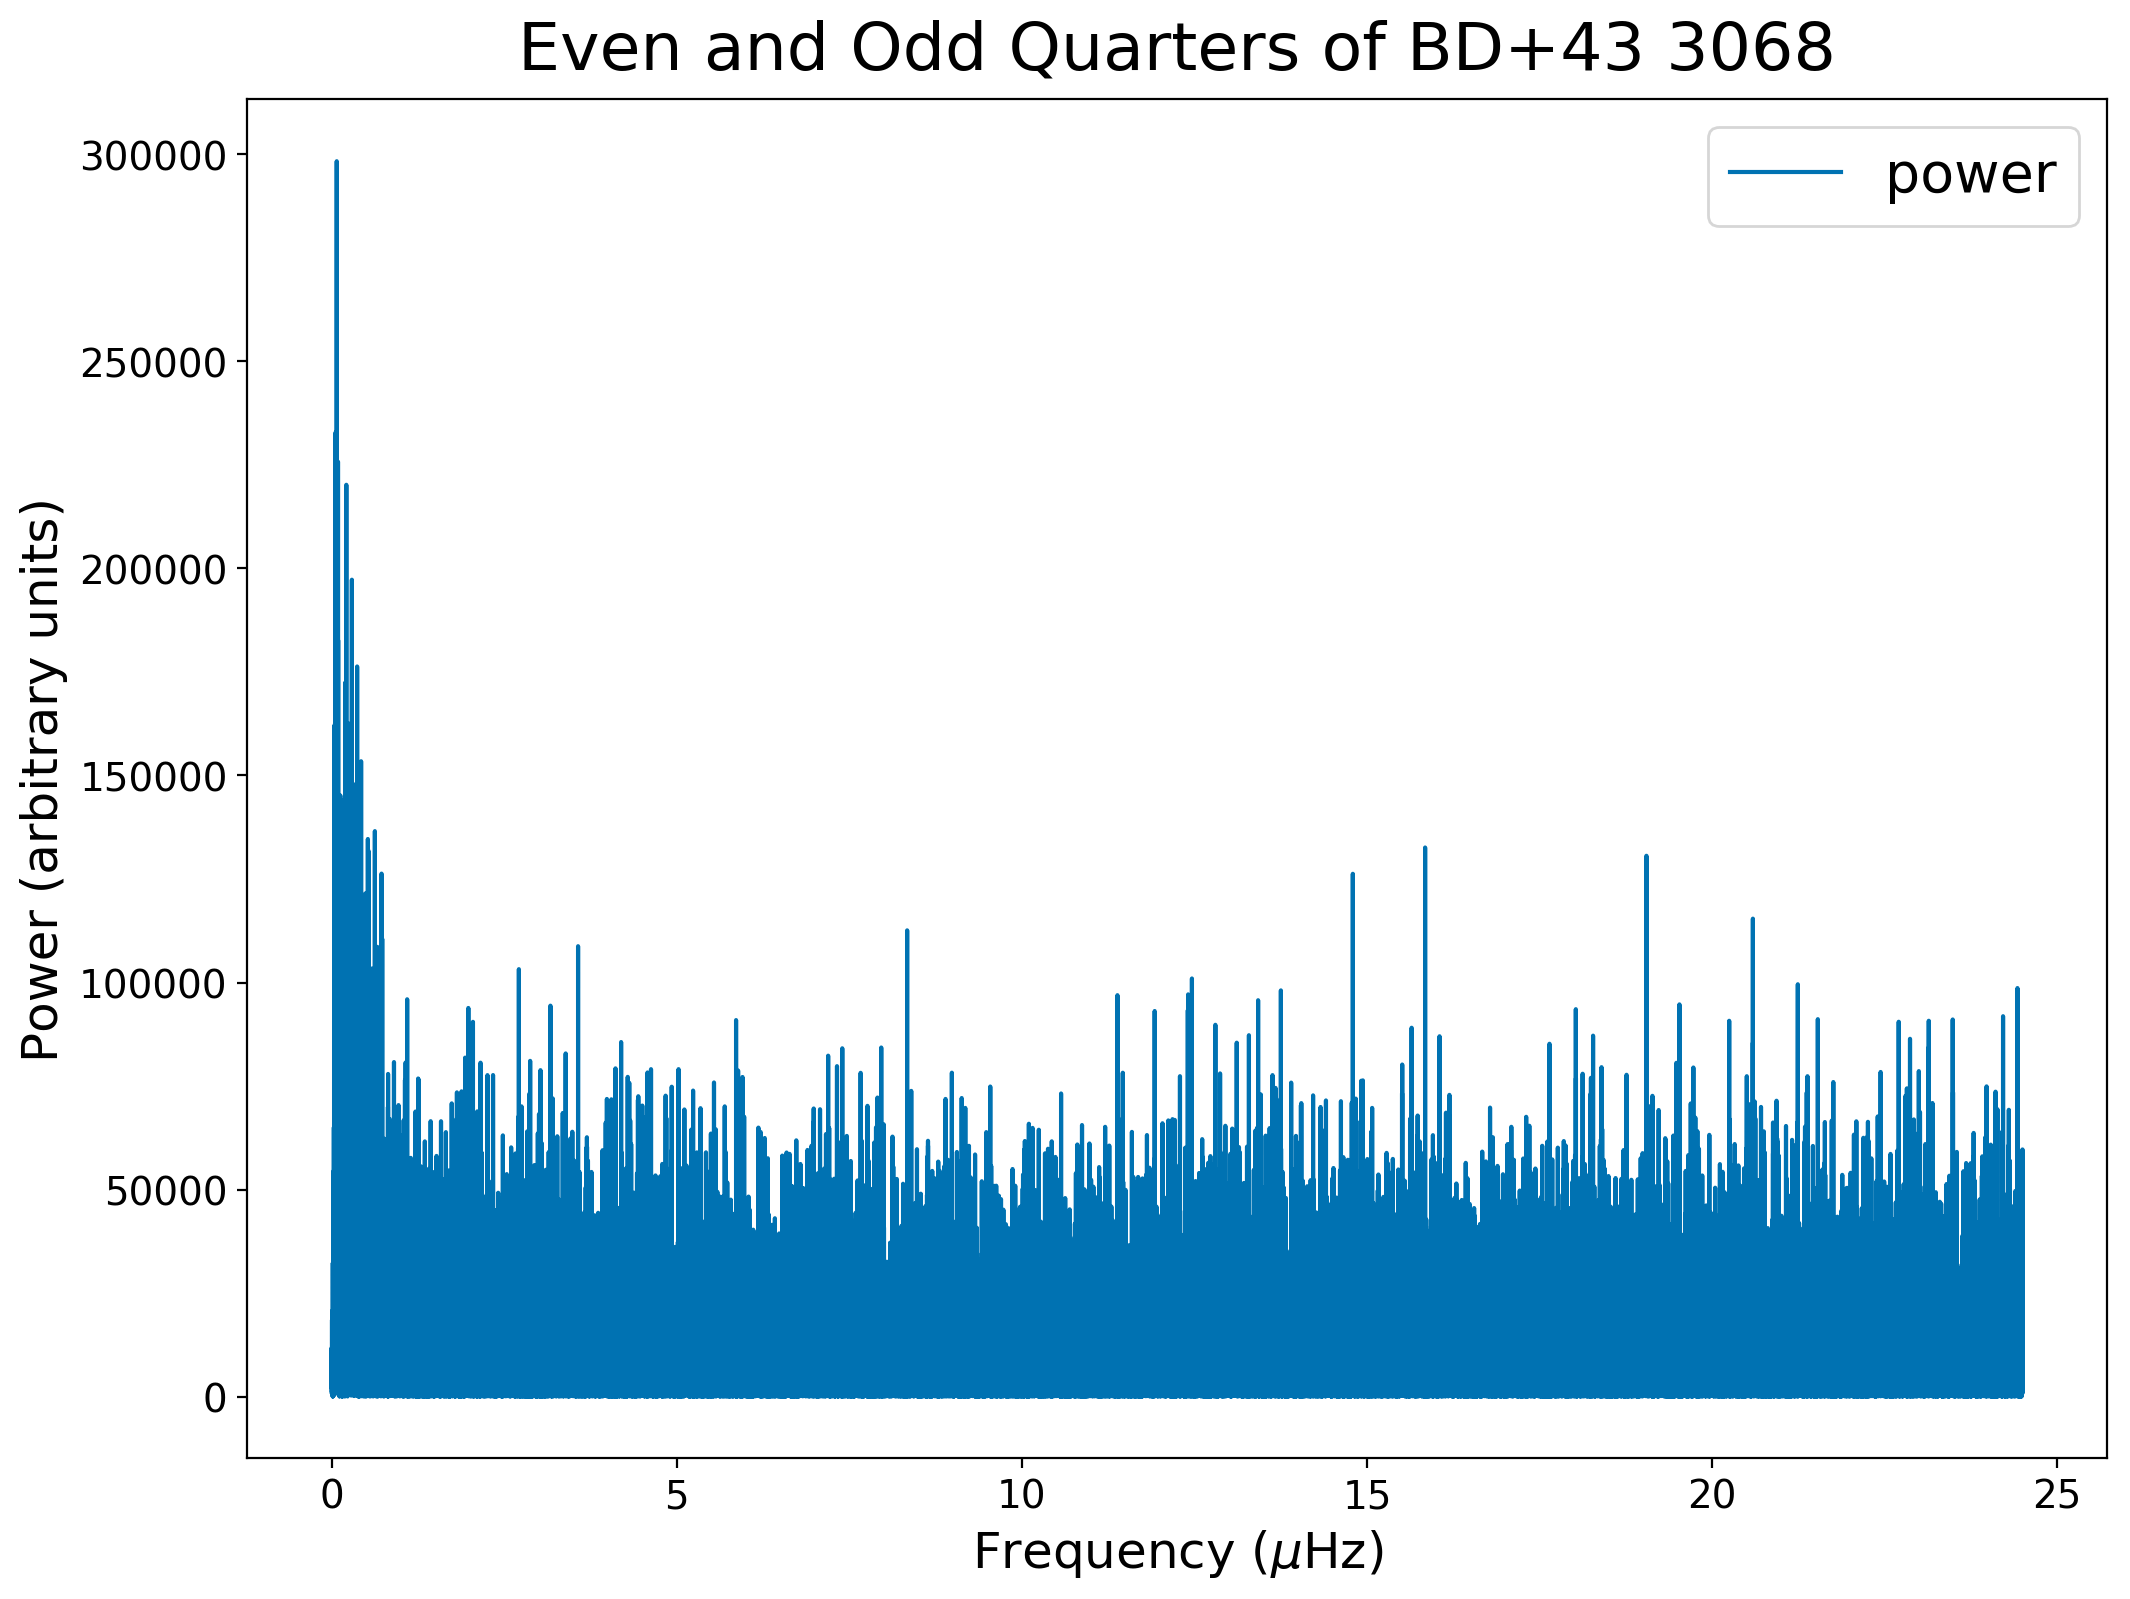 Even and Odd Quarters of BD+43 3068
power
300000
250000
200000
150000
100000
50000
0
Power (arbitrary units)
0 5 10 15 20 25
Frequency (μHz)